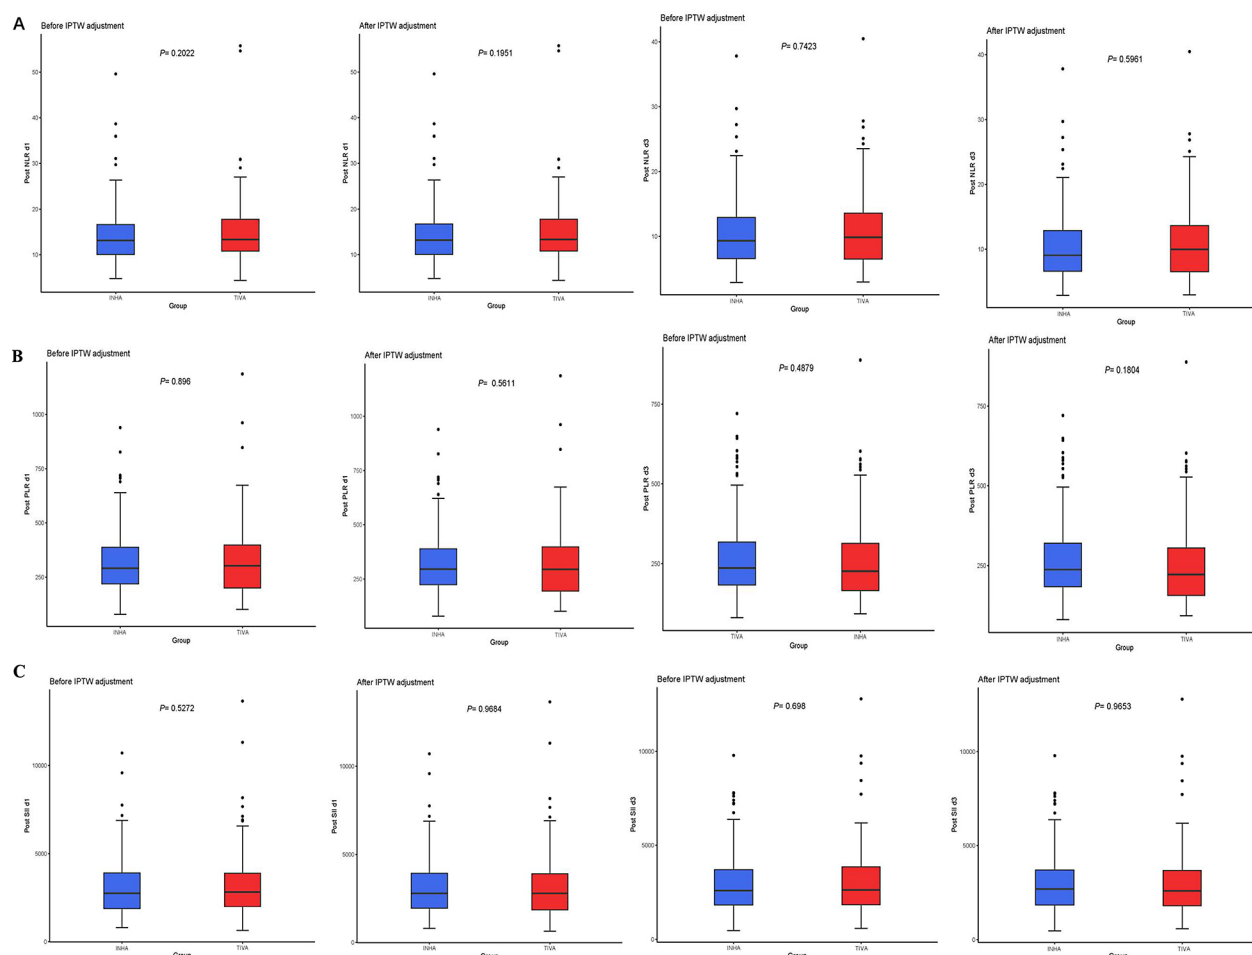 A
Before IPTW adjustment
P= 0.2022
Post NLR d1
50
40
30
20
10
INHA
TIVA
Group
After IPTW adjustment
P= 0.1951
Post NLR d1
50
40
30
20
10
INHA
TIVA
Group
Before IPTW adjustment
P= 0.7423
Post NLR d3
40
30
20
10
INHA
TIVA
Group
After IPTW adjustment
P= 0.5961
Post NLR d3
40
30
20
10
INHA
TIVA
Group
B
Before IPTW adjustment
P= 0.896
Post PLR d1
1000
750
500
250
INHA
TIVA
Group
After IPTW adjustment
P= 0.5611
Post PLR d1
1000
750
500
250
INHA
TIVA
Group
Before IPTW adjustment
P= 0.4879
Post PLR d3
750
500
250
TIVA
INHA
Group
After IPTW adjustment
P= 0.1804
Post PLR d3
750
500
250
INHA
TIVA
Group
C
Before IPTW adjustment
P= 0.5272
Post SII d1
10000
5000
0
INHA
TIVA
Group
After IPTW adjustment
P= 0.9684
Post SII d1
10000
5000
0
INHA
TIVA
Group
Before IPTW adjustment
P= 0.698
Post SII d3
10000
5000
0
INHA
TIVA
Group
After IPTW adjustment
P= 0.9653
Post SII d3
10000
5000
0
INHA
TIVA
Group